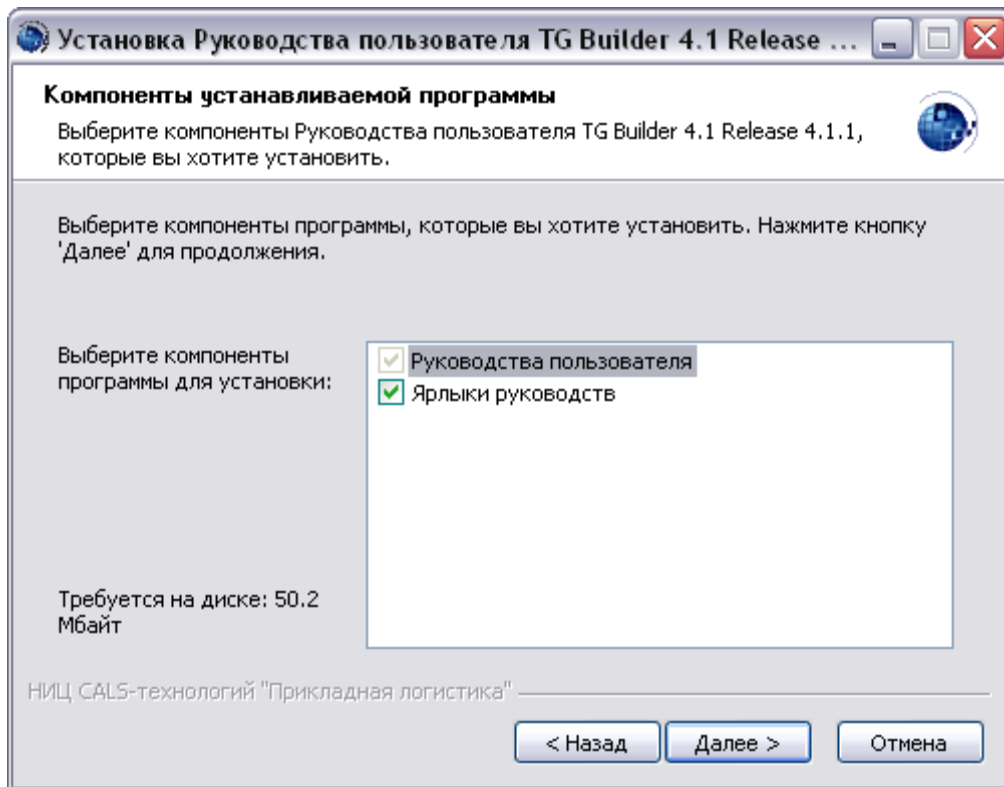 Установка Руководства пользователя TG Builder 4.1 Release ...
Компоненты устанавливаемой программы
Выберите компоненты Руководства пользователя TG Builder 4.1 Release 4.1.1,
которые вы хотите установить.
Выберите компоненты программы, которые вы хотите установить. Нажмите кнопку
'Далее' для продолжения.
Выберите компоненты
программы для установки:
Руководства пользователя
Ярлыки руководств
Требуется на диске: 50.2
Мбайт
НИЦ CALS-технологий "Прикладная логистика"
< Назад
Далее >
Отмена